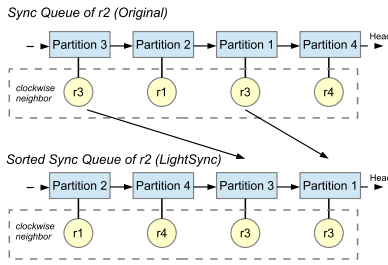 Sync Queue of r2 (Original)
Partition 3 Partition 2 Partition 1 Partition 4 Head
clockwise
neighbor
r3 r1 r3 r4
Sorted Sync Queue of r2 (LightSync)
Partition 2 Partition 4 Partition 3 Partition 1 Head
clockwise
neighbor
r1 r4 r3 r3